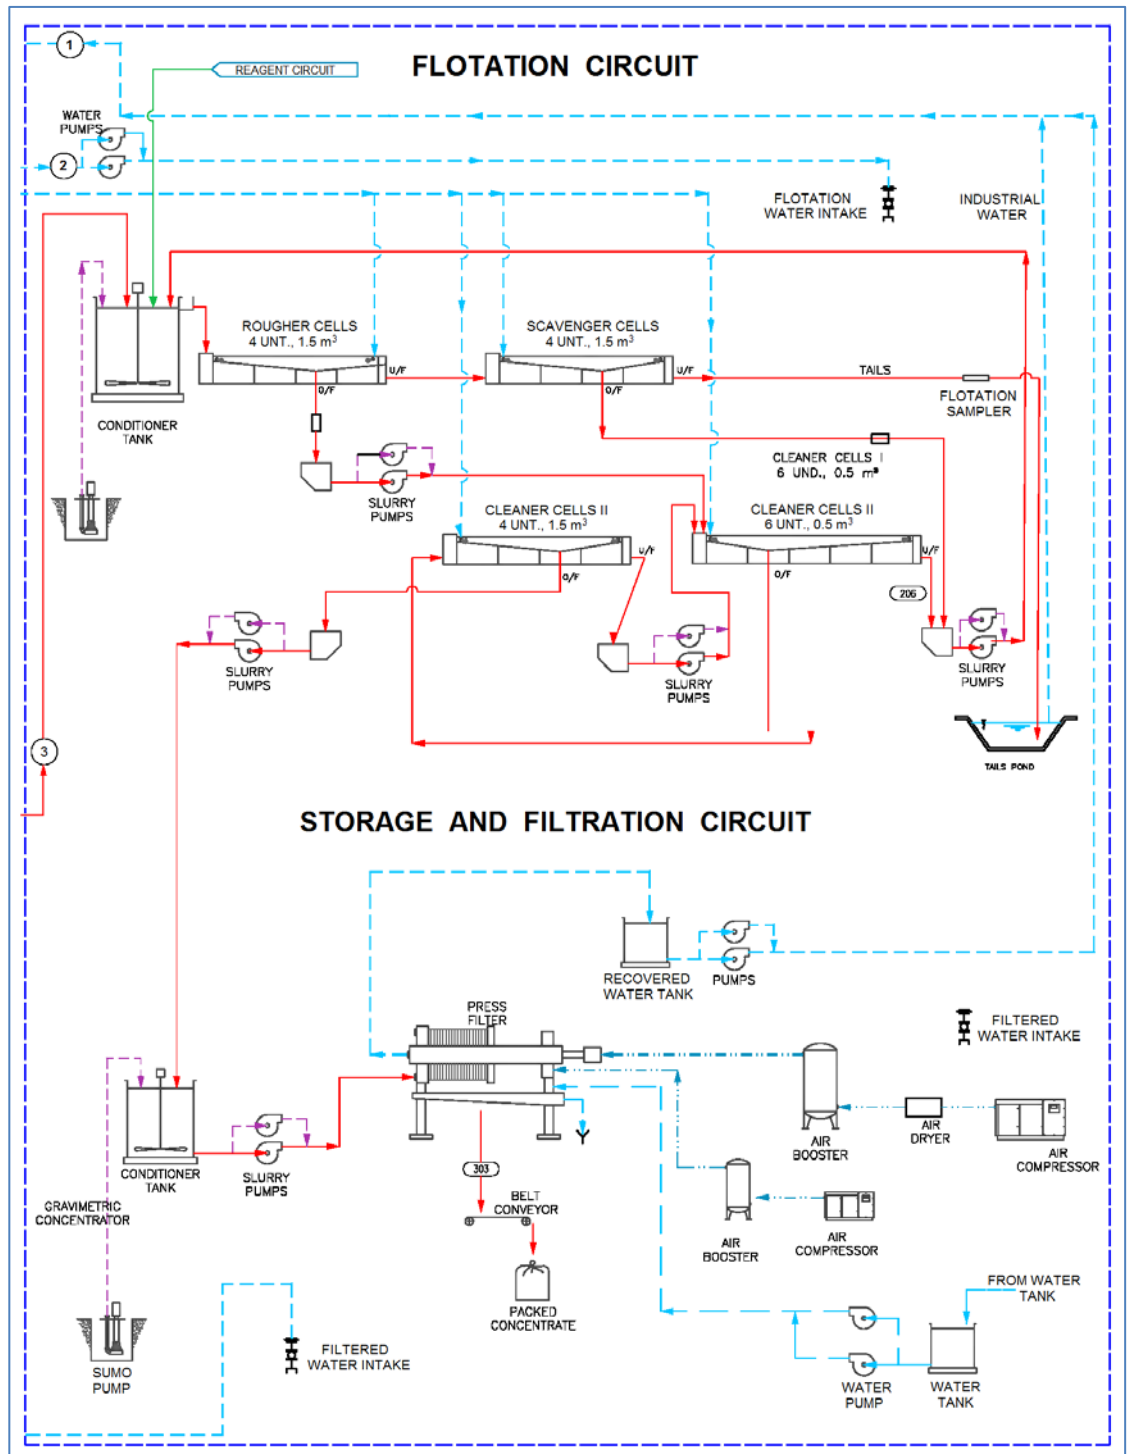 1
REAGENT CIRCUIT
FLOTATION CIRCUIT
WATER
PUMPS
2
FLOTATION
WATER INTAKE
INDUSTRIAL
WATER
ROUGHER CELLS
4 UNT., 1.5 m³
SCAVENGER CELLS
4 UNT., 1.5 m³
U/F
O/F
U/F
O/F
TAILS
FLOTATION
SAMPLER
CONDITIONER
TANK
CLEANER CELLS I
6 UND., 0.5 m³
SLURRY
PUMPS
CLEANER CELLS II
4 UNT., 1.5 m³
CLEANER CELLS II
6 UNT., 0.5 m³
U/F
O/F
U/F
O/F
206
SLURRY
PUMPS
SLURRY
PUMPS
SLURRY
PUMPS
3
TAILS POND
STORAGE AND FILTRATION CIRCUIT
RECOVERED
WATER TANK
PUMPS
PRESS
FILTER
FILTERED
WATER INTAKE
AIR
BOOSTER
AIR
DRYER
AIR
COMPRESSOR
CONDITIONER
TANK
SLURRY
PUMPS
303
GRAVIMETRIC
CONCENTRATOR
BELT
CONVEYOR
AIR
BOOSTER
AIR
COMPRESSOR
PACKED
CONCENTRATE
FROM WATER
TANK
SUMO
PUMP
FILTERED
WATER INTAKE
WATER
PUMP
WATER
TANK